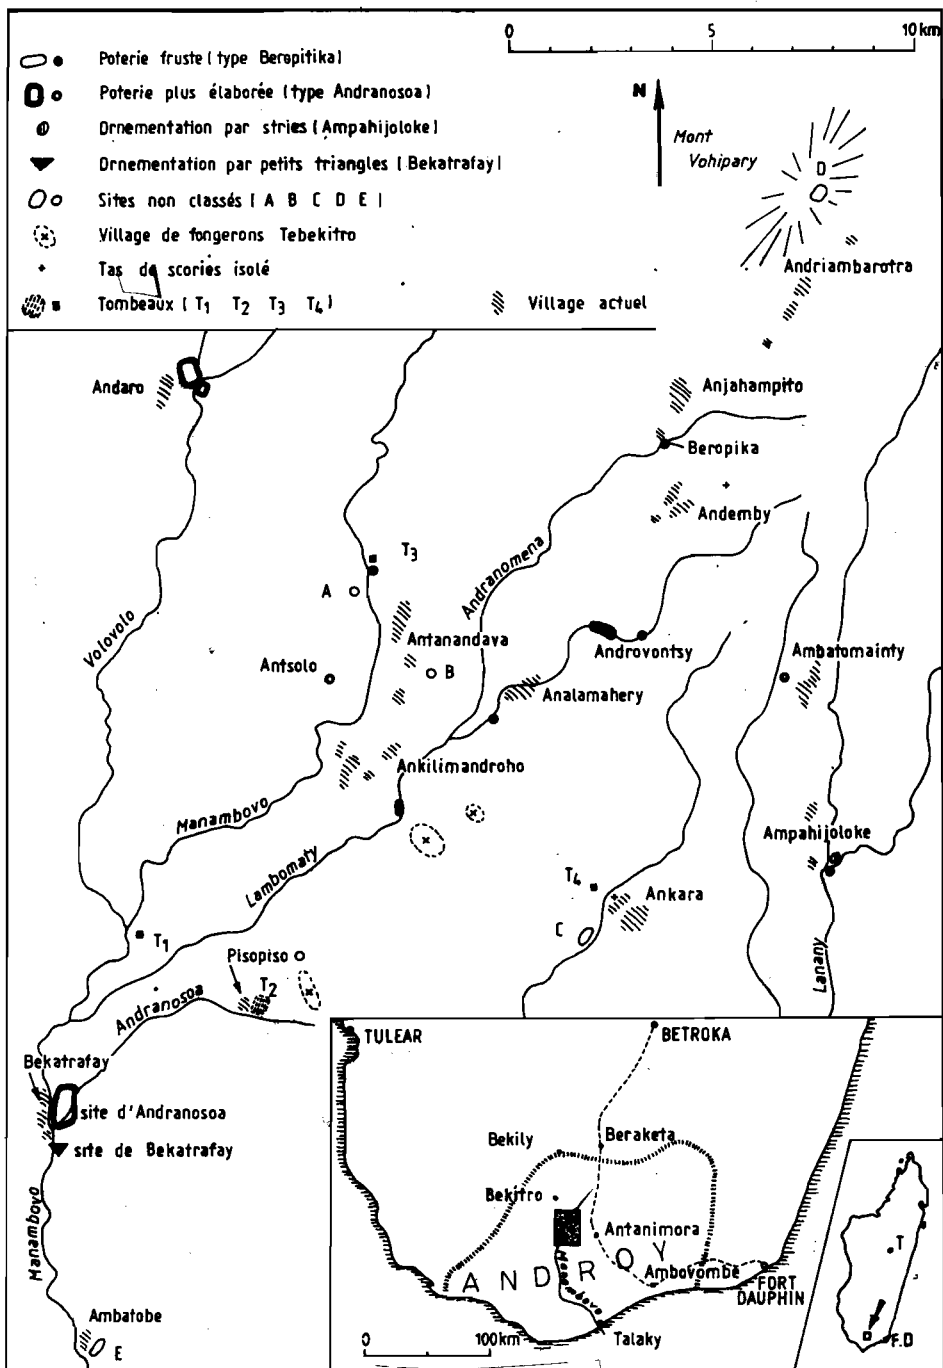 Poterie fruste ( type Beropitika)
Poterie plus élaborée (type Andranosoa)
Ornementation par stries ( Ampahijoloke)
Ornementation par petits triangles ( Bekatrafay)
Sites non classés ( A B C D E )
Village de forgerons Tebekitro
Tas de scories isolé
Tombeaux ( T1 T2 T3 T4 )
Village actuel
0 5 10 km
N
Mont
Vohipary
D
Andriambarotra
Andaro
Anjahampito
Beropika
Andemby
T3
A
Andranomena
Volovolo
Antanandava
Androvontsy
Ambatomainty
Antsolo
B
Analamahery
Ankilimandroho
Manambovo
Ampahijoloke
Lambomaty
T4
Ankara
C
T1
Pisopiso
T2
Lanany
Andranosoa
Bekatrafay
site d'Andranosoa
site de Bekatrafay
Manambovo
Ambatobe
E
TULEAR
BETROKA
Bekily
Beraketa
Bekitro
Antanimora
ANDROY
Manambovo
Ambovombe
FORT
DAUPHIN
0 100km
Talaky
T
F.D